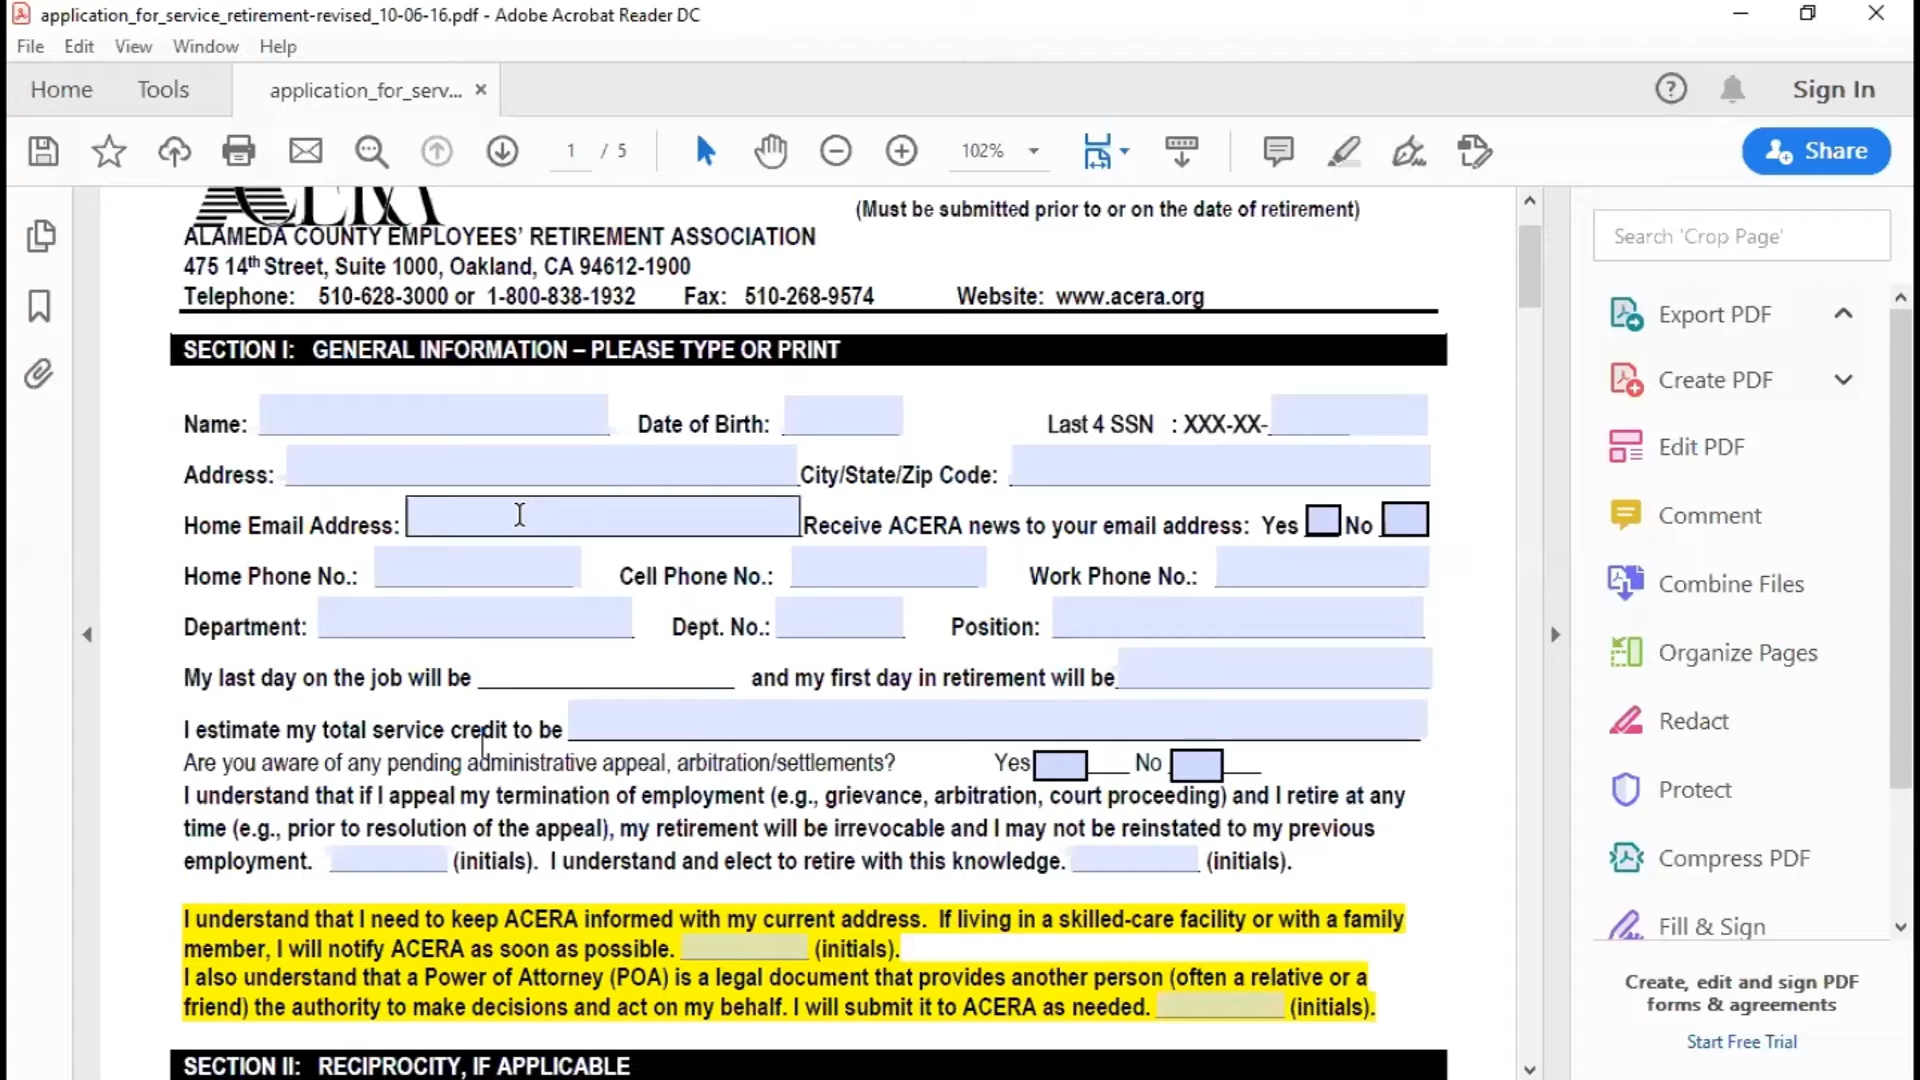 application_for_service_retirement-revised_10-06-16.pdf - Adobe Acrobat Reader DC
File Edit View Window Help
Home Tools application_for_serv... Sign In
1 / 5 102% Share
ACERA (Must be submitted prior to or on the date of retirement)
ALAMEDA COUNTY EMPLOYEES' RETIREMENT ASSOCIATION
475 14th Street, Suite 1000, Oakland, CA 94612-1900
Telephone: 510-628-3000 or 1-800-838-1932 Fax: 510-268-9574 Website: www.acera.org
SECTION I: GENERAL INFORMATION – PLEASE TYPE OR PRINT
Name: Date of Birth: Last 4 SSN : XXX-XX-
Address: City/State/Zip Code:
Home Email Address: Receive ACERA news to your email address: Yes No
Home Phone No.: Cell Phone No.: Work Phone No.:
Department: Dept. No.: Position:
My last day on the job will be and my first day in retirement will be
I estimate my total service credit to be
Are you aware of any pending administrative appeal, arbitration/settlements? Yes No
I understand that if I appeal my termination of employment (e.g., grievance, arbitration, court proceeding) and I retire at any
time (e.g., prior to resolution of the appeal), my retirement will be irrevocable and I may not be reinstated to my previous
employment. (initials). I understand and elect to retire with this knowledge. (initials).
I understand that I need to keep ACERA informed with my current address. If living in a skilled-care facility or with a family
member, I will notify ACERA as soon as possible. (initials).
I also understand that a Power of Attorney (POA) is a legal document that provides another person (often a relative or a
friend) the authority to make decisions and act on my behalf. I will submit it to ACERA as needed. (initials).
SECTION II: RECIPROCITY, IF APPLICABLE
Search 'Crop Page'
Export PDF
Create PDF
Edit PDF
Comment
Combine Files
Organize Pages
Redact
Protect
Compress PDF
Fill & Sign
Create, edit and sign PDF
forms & agreements
Start Free Trial